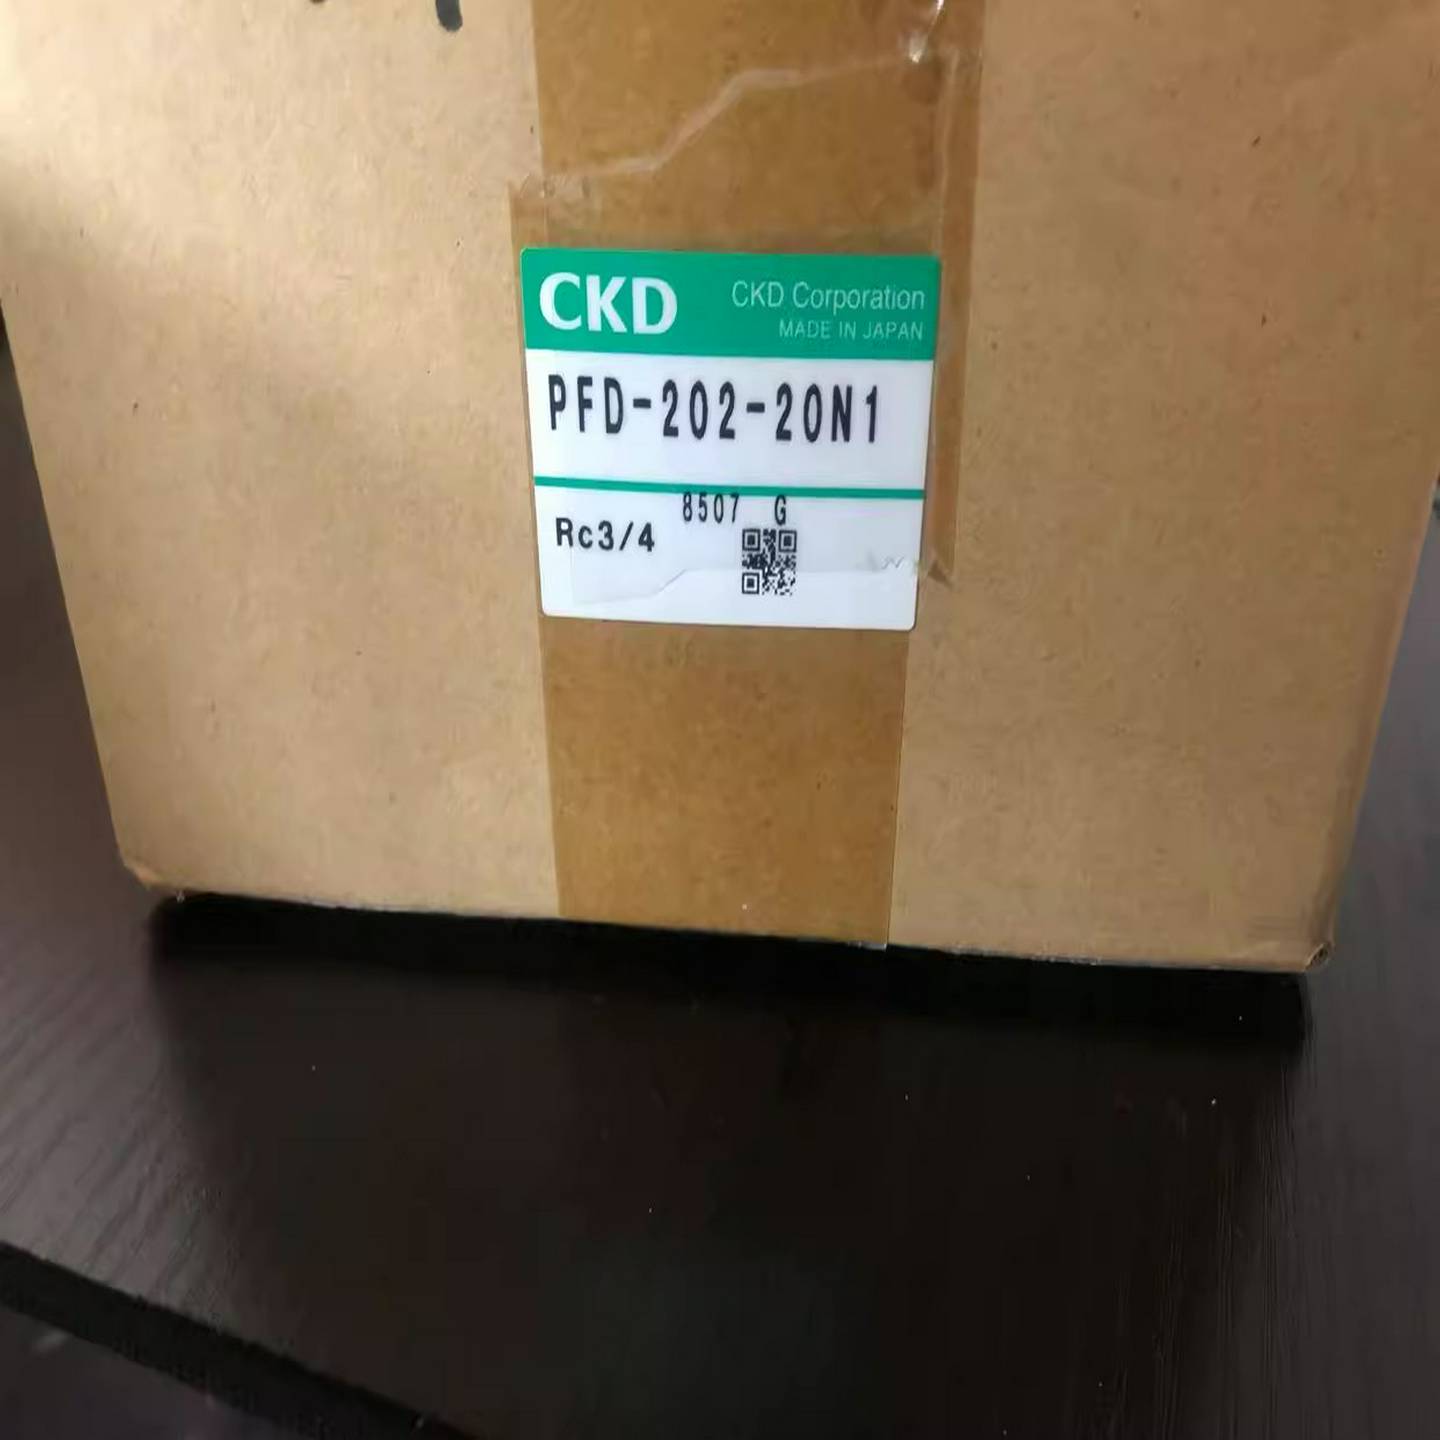 CKD
CKD Corporation
MADE IN JAPAN
PFD-202-20N1
8507 G
Rc3/4